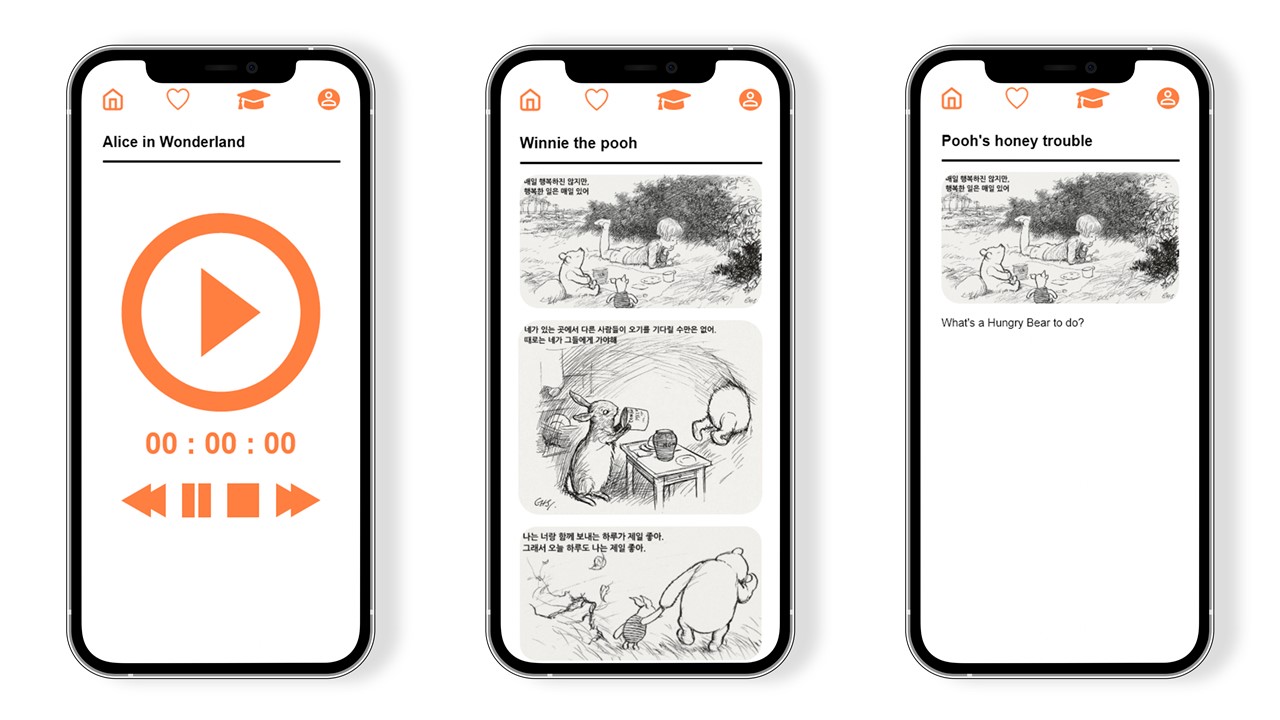 Alice in Wonderland
00 : 00 : 00
Winnie the pooh
매일 행복하진 않지만,
행복한 일은 매일 있어
네가 있는 곳에서 다른 사람들이 오기를 기다릴 수만은 없어.
때로는 네가 그들에게 가야해
나는 너랑 함께 보내는 하루가 제일 좋아.
그래서 오늘 하루도 나는 제일 좋아.
Pooh's honey trouble
매일 행복하진 않지만,
행복한 일은 매일 있어
What's a Hungry Bear to do?